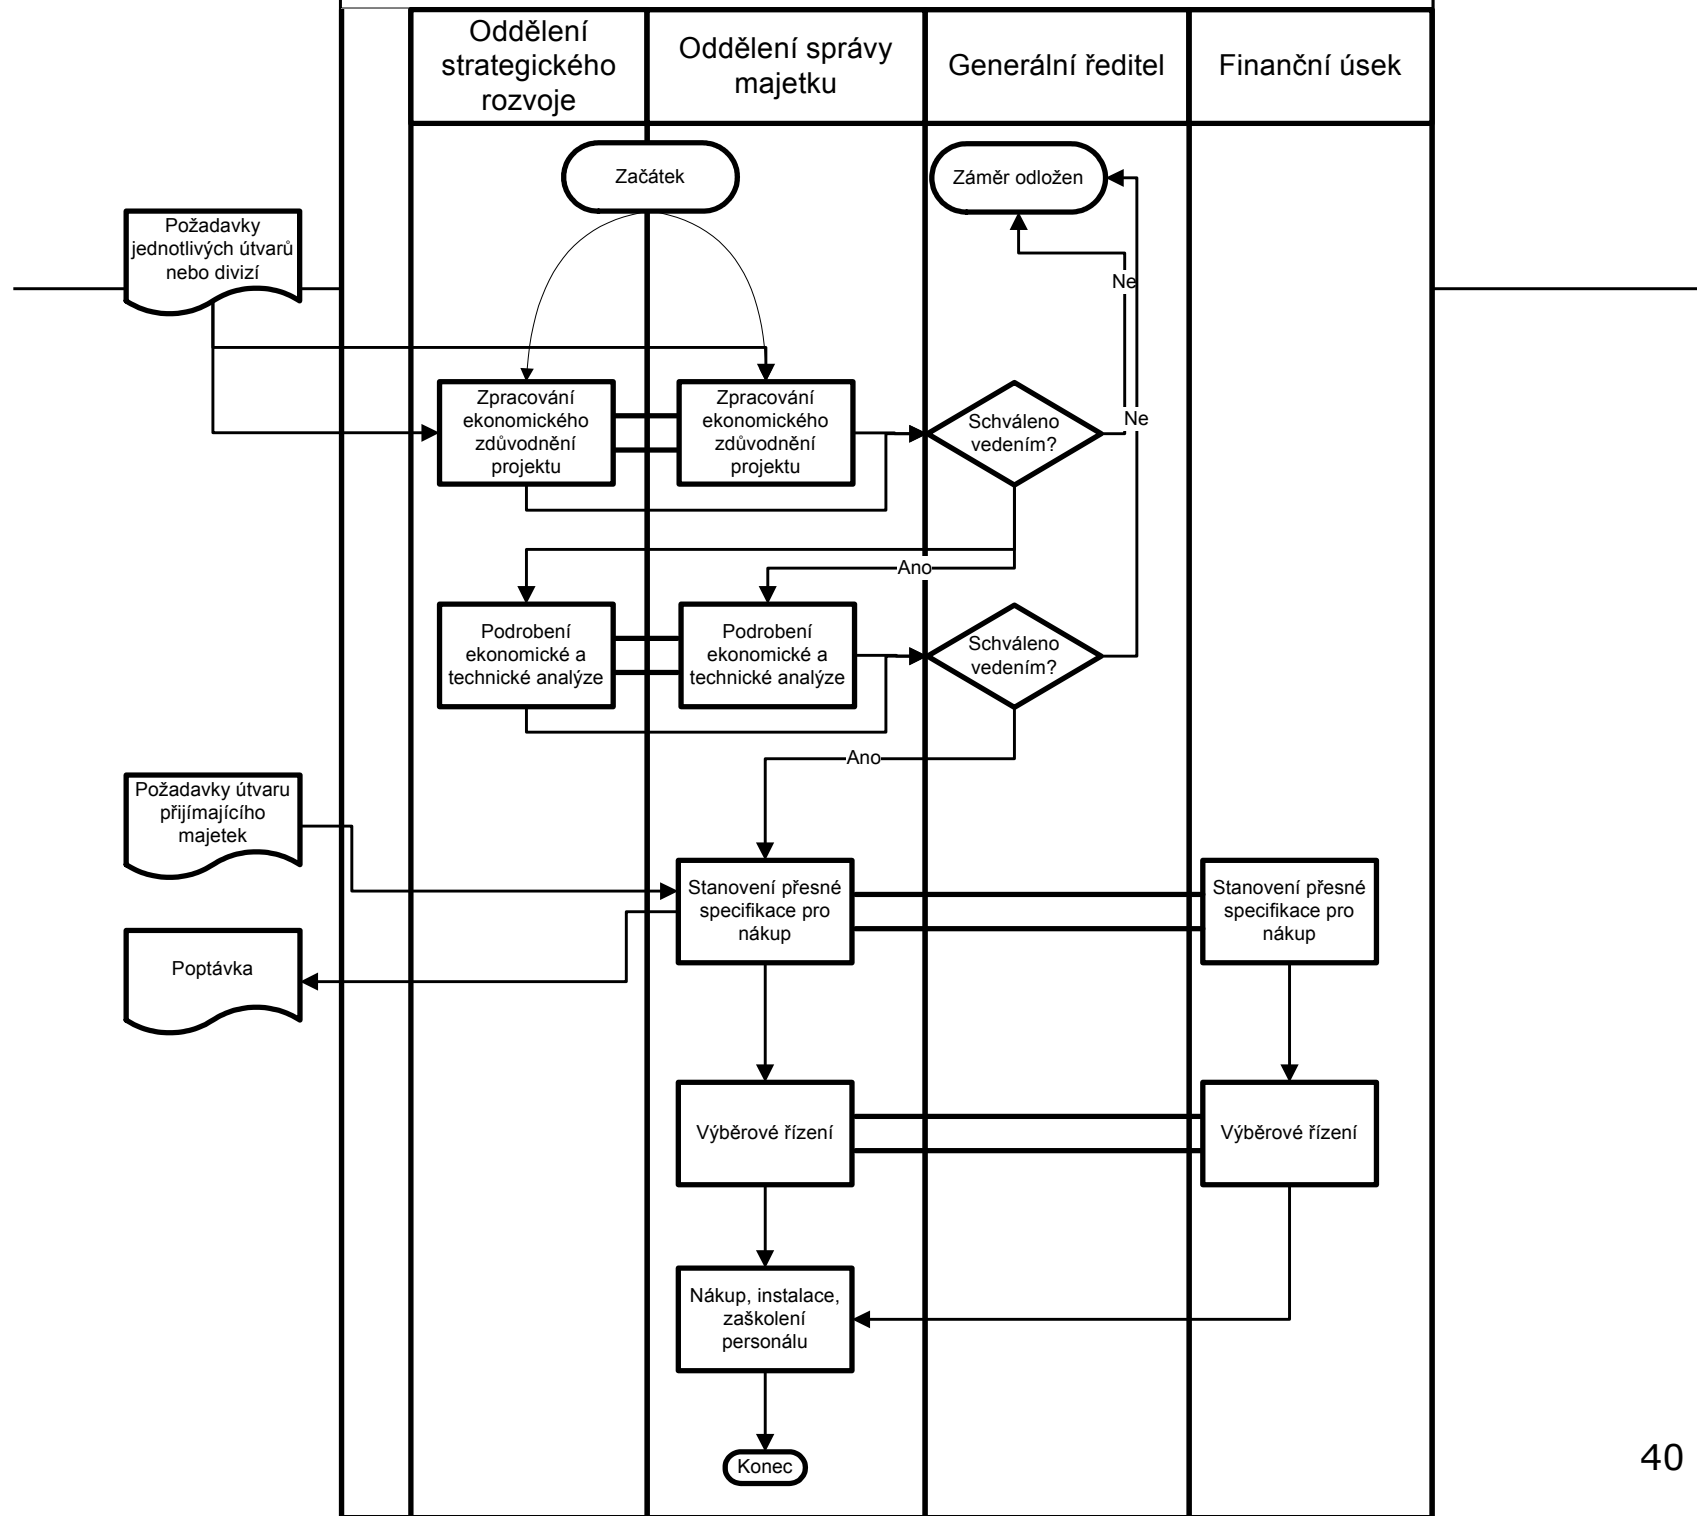 Oddělení
strategického
rozvoje
Oddělení správy
majetku
Generální ředitel
Finanční úsek
Začátek
Záměr odložen
Požadavky
jednotlivých útvarů
nebo divizí
Ne
Zpracování
ekonomického
zdůvodnění
projektu
Zpracování
ekonomického
zdůvodnění
projektu
Schváleno
vedením?
Ne
Ano
Podrobení
ekonomické a
technické analýze
Podrobení
ekonomické a
technické analýze
Schváleno
vedením?
Ano
Požadavky útvaru
přijímajícího
majetek
Stanovení přesné
specifikace pro
nákup
Stanovení přesné
specifikace pro
nákup
Poptávka
Výběrové řízení
Výběrové řízení
Nákup, instalace,
zaškolení
personálu
Konec
40